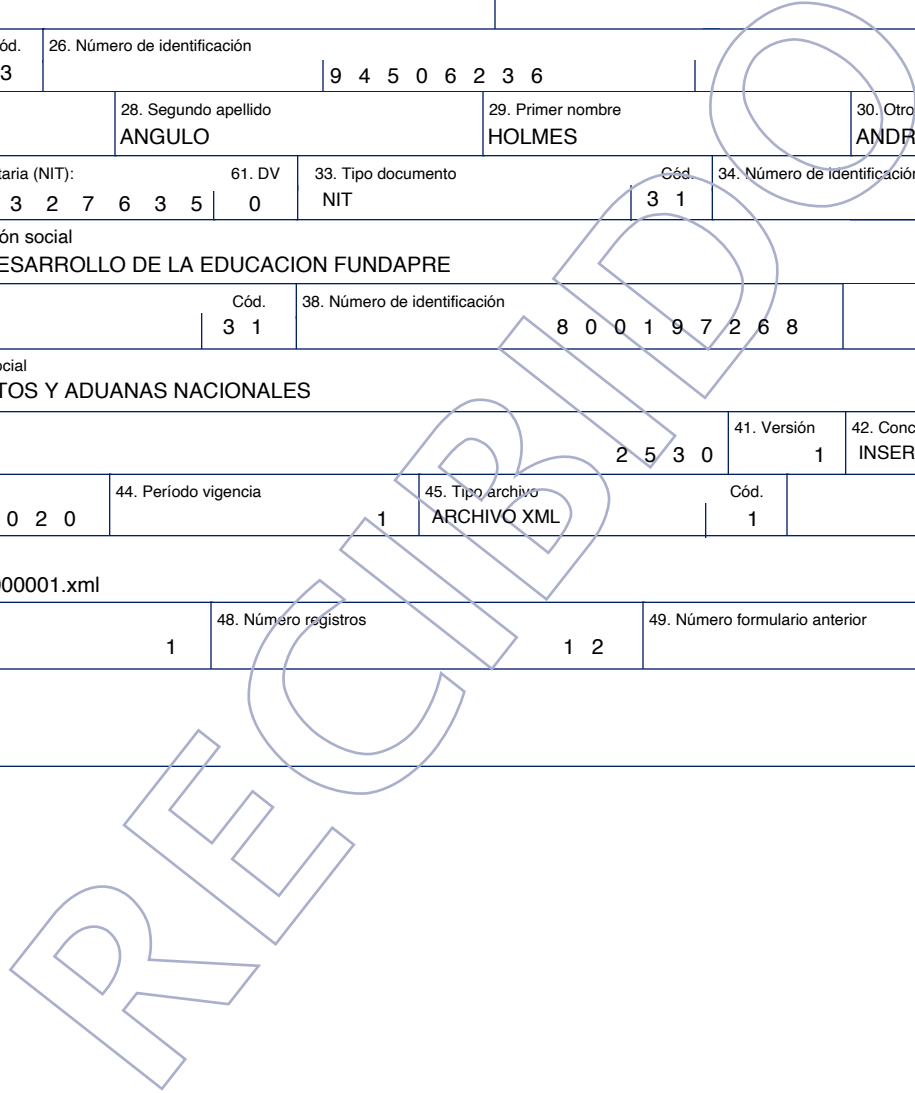 ód. 26. Número de identificación
3 9 4 5 0 6 2 3 6
28. Segundo apellido 29. Primer nombre 30. Otro
ANGULO HOLMES ANDR
taria (NIT): 61. DV 33. Tipo documento Cód. 34. Número de identificación
3 2 7 6 3 5 0 NIT 3 1
ón social
ESARROLLO DE LA EDUCACION FUNDAPRE
Cód. 38. Número de identificación
3 1 8 0 0 1 9 7 2 6 8
ocial
TOS Y ADUANAS NACIONALES
41. Versión 42. Conc
2 5 3 0 1 INSER
44. Período vigencia 45. Tipo archivo Cód.
0 2 0 1 ARCHIVO XML 1
000001.xml
48. Número registros 49. Número formulario anterior
1 1 2
RECIBIDO